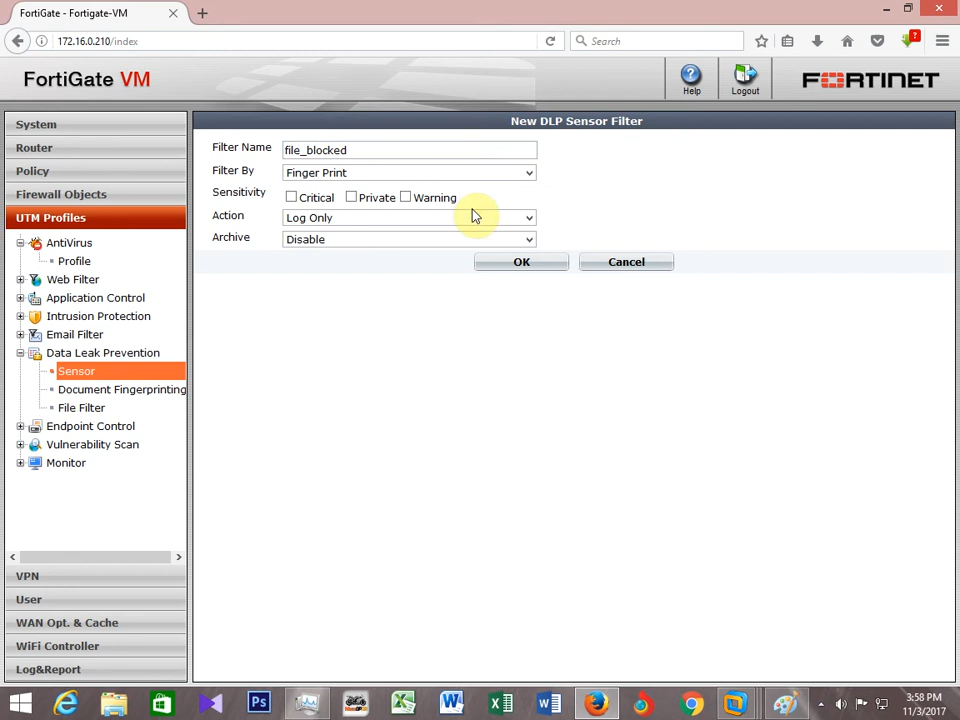 FortiGate - Fortigate-VM
172.16.0.210/index
Search
?
FortiGate VM
Help
Logout
FORTINET
System
Router
Policy
Firewall Objects
UTM Profiles
AntiVirus
Profile
Web Filter
Application Control
Intrusion Protection
Email Filter
Data Leak Prevention
Sensor
Document Fingerprinting
File Filter
Endpoint Control
Vulnerability Scan
Monitor
VPN
User
WAN Opt. & Cache
WiFi Controller
Log&Report
New DLP Sensor Filter
Filter Name file_blocked
Filter By Finger Print
Sensitivity Critical Private Warning
Action Log Only
Archive Disable
OK Cancel
3:58 PM
11/3/2017